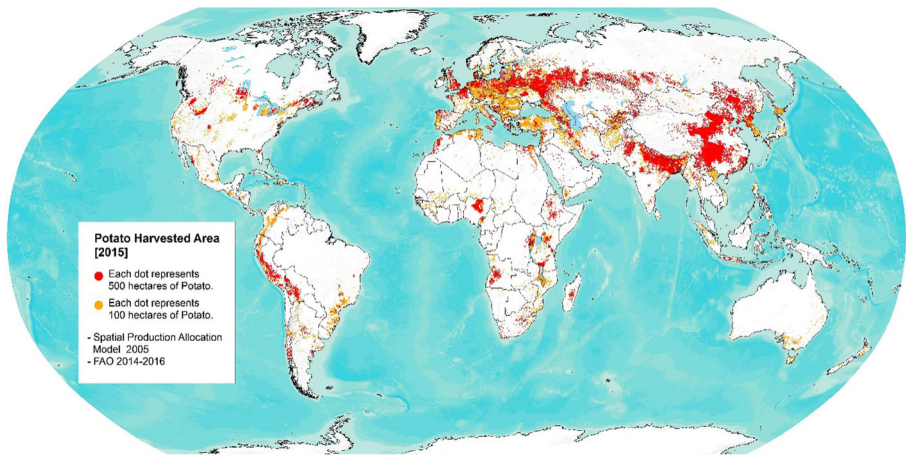 Potato Harvested Area
[2015]
Each dot represents
500 hectares of Potato.
Each dot represents
100 hectares of Potato.
- Spatial Production Allocation
Model 2005
- FAO 2014-2016